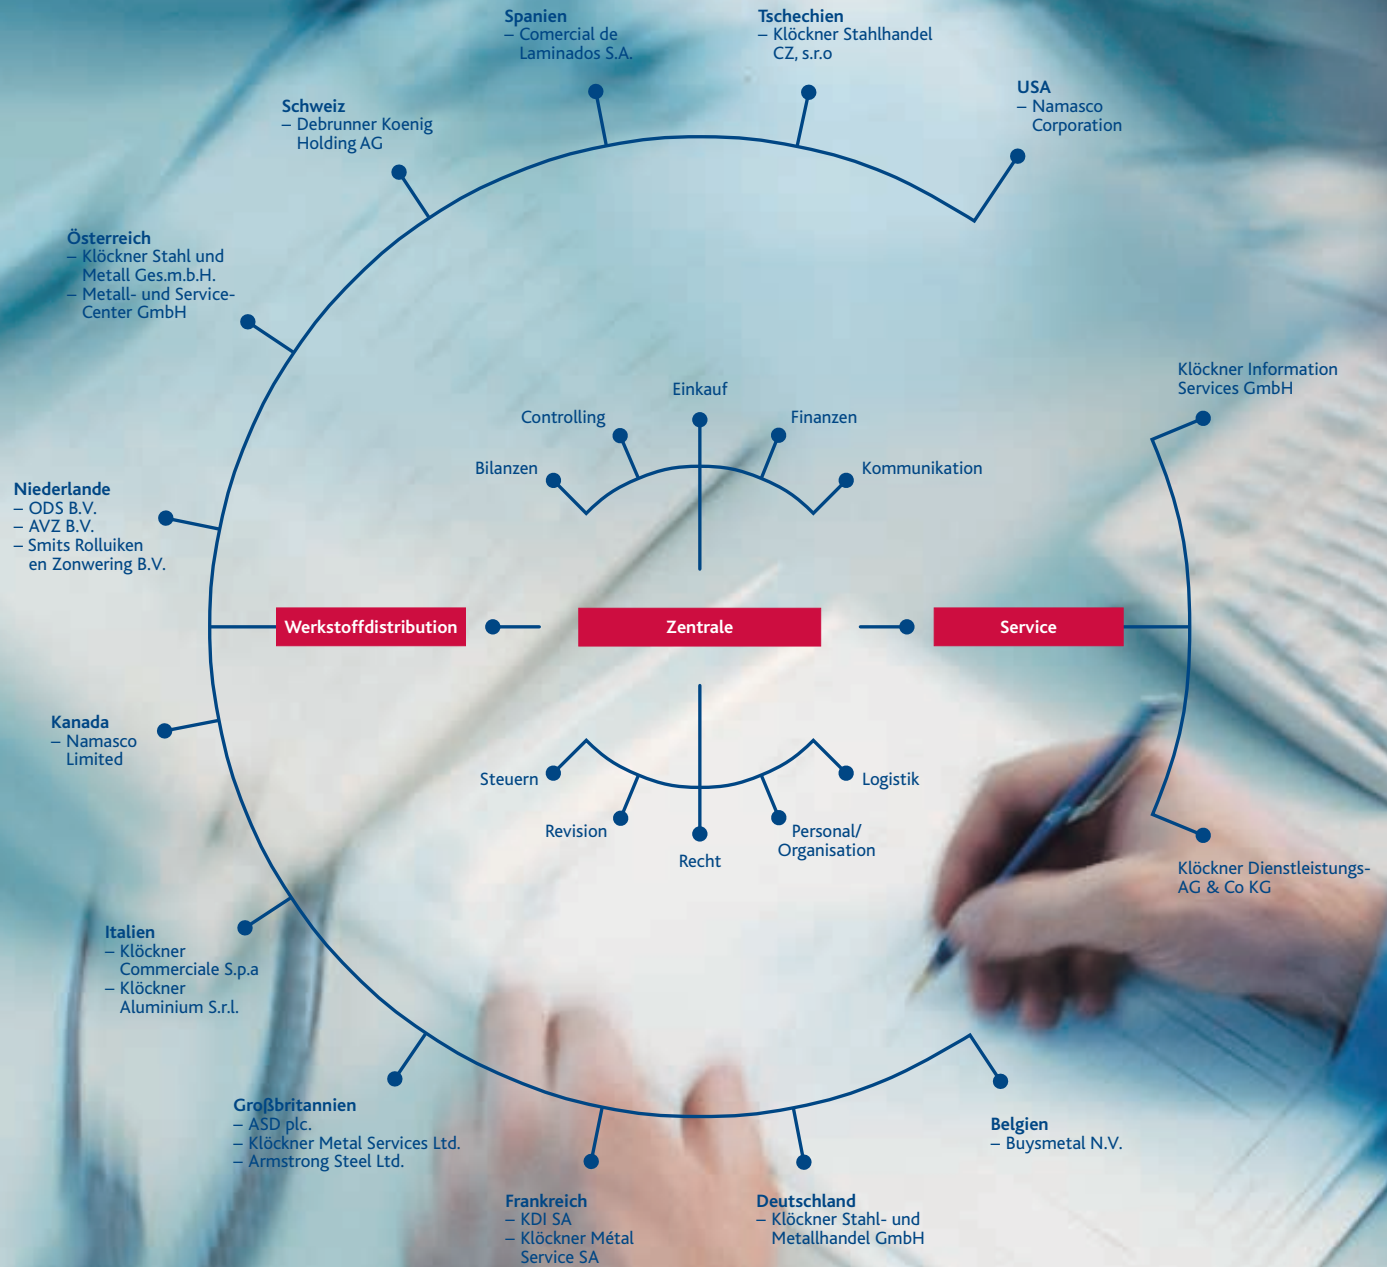 Spanien
– Comercial de
Laminados S.A.
Tschechien
– Klöckner Stahlhandel
CZ, s.r.o
USA
– Namasco
Corporation
Schweiz
– Debrunner Koenig
Holding AG
Österreich
– Klöckner Stahl und
Metall Ges.m.b.H.
– Metall- und Service-
Center GmbH
Klöckner Information
Services GmbH
Einkauf
Controlling
Finanzen
Bilanzen
Kommunikation
Niederlande
– ODS B.V.
– AVZ B.V.
– Smits Rolluiken
en Zonwering B.V.
Werkstoffdistribution
Zentrale
Service
Kanada
– Namasco
Limited
Steuern
Logistik
Revision
Personal/
Organisation
Recht
Klöckner Dienstleistungs-
AG & Co KG
Italien
– Klöckner
Commerciale S.p.a
– Klöckner
Aluminium S.r.l.
Großbritannien
– ASD plc.
– Klöckner Metal Services Ltd.
– Armstrong Steel Ltd.
Belgien
– Buysmetal N.V.
Frankreich
– KDI SA
– Klöckner Métal
Service SA
Deutschland
– Klöckner Stahl- und
Metallhandel GmbH